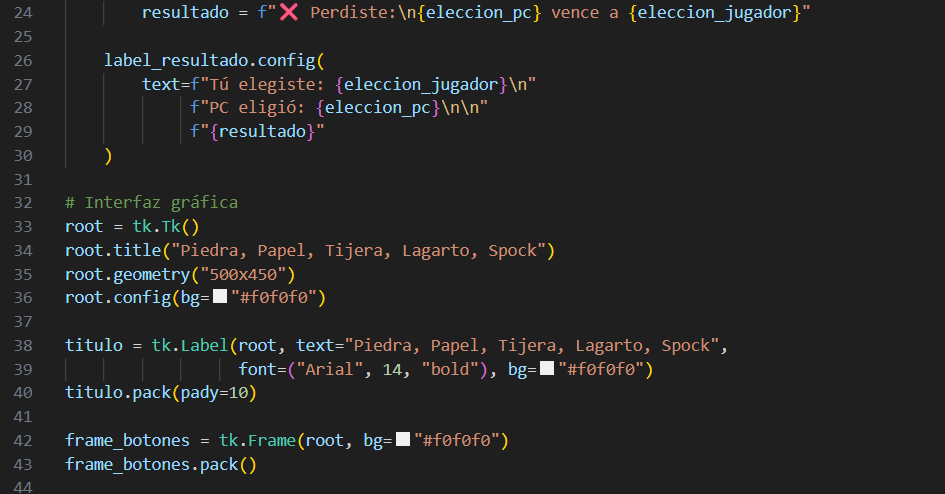 24 resultado = f"❌ Perdiste:\n{eleccion_pc} vence a {eleccion_jugador}"
25
26 label_resultado.config(
27 text=f"Tú elegiste: {eleccion_jugador}\n"
28 f"PC eligió: {eleccion_pc}\n\n"
29 f"{resultado}"
30 )
31
32 # Interfaz gráfica
33 root = tk.Tk()
34 root.title("Piedra, Papel, Tijera, Lagarto, Spock")
35 root.geometry("500x450")
36 root.config(bg="#f0f0f0")
37
38 titulo = tk.Label(root, text="Piedra, Papel, Tijera, Lagarto, Spock",
39 font=("Arial", 14, "bold"), bg="#f0f0f0")
40 titulo.pack(pady=10)
41
42 frame_botones = tk.Frame(root, bg="#f0f0f0")
43 frame_botones.pack()
44